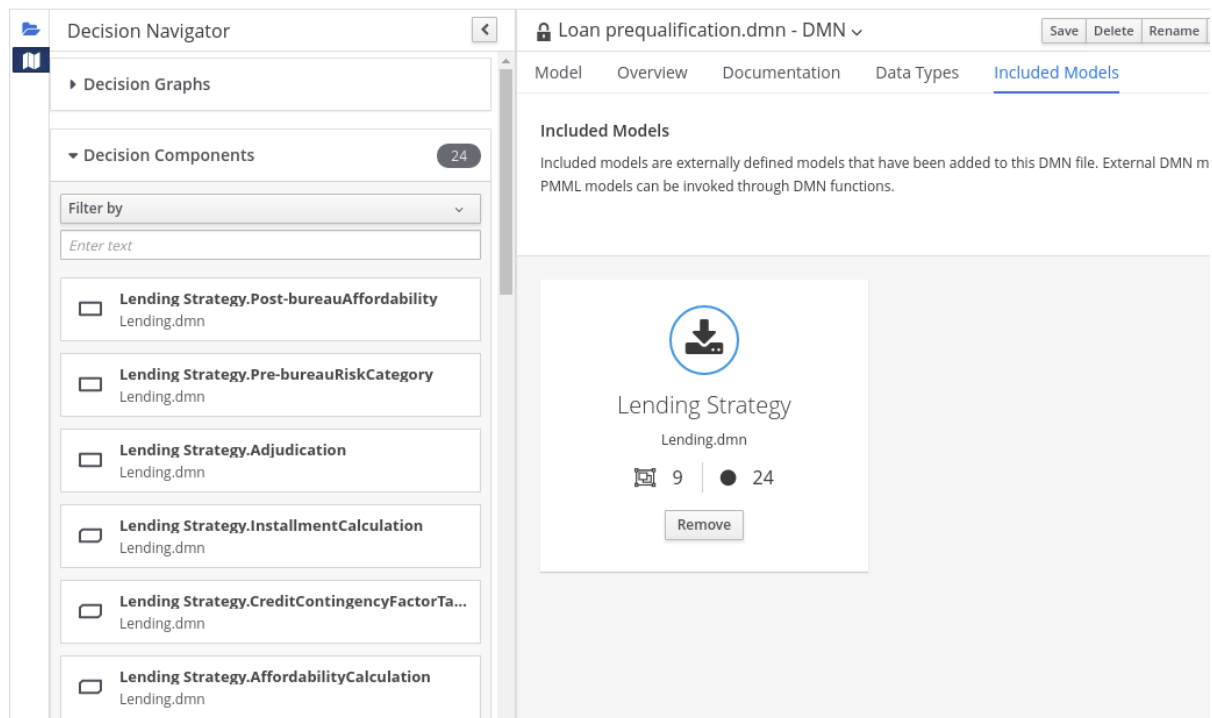 Decision Navigator
Decision Graphs
Decision Components
24
Filter by
Enter text
Lending Strategy.Post-bureauAffordability
Lending.dmn
Lending Strategy.Pre-bureauRiskCategory
Lending.dmn
Lending Strategy.Adjudication
Lending.dmn
Lending Strategy.InstallmentCalculation
Lending.dmn
Lending Strategy.CreditContingencyFactorTa...
Lending.dmn
Lending Strategy.AffordabilityCalculation
Lending.dmn
Loan prequalification.dmn - DMN
Save Delete Rename
Model Overview Documentation Data Types Included Models
Included Models
Included models are externally defined models that have been added to this DMN file. External DMN m
PMML models can be invoked through DMN functions.
Lending Strategy
Lending.dmn
9 24
Remove